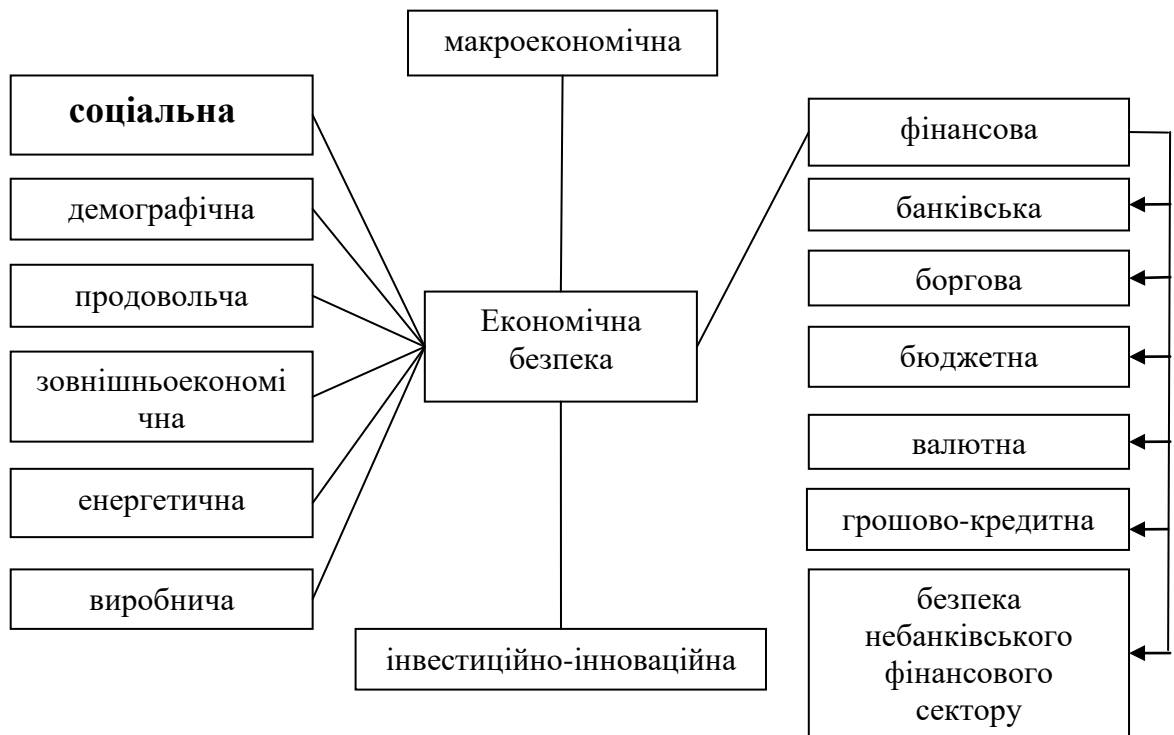 макроекономічна
соціальна
демографічна
продовольча
зовнішньоекономі
чна
енергетична
виробнича
Економічна
безпека
інвестиційно-інноваційна
фінансова
банківська
боргова
бюджетна
валютна
грошово-кредитна
безпека
небанківського
фінансового
сектору